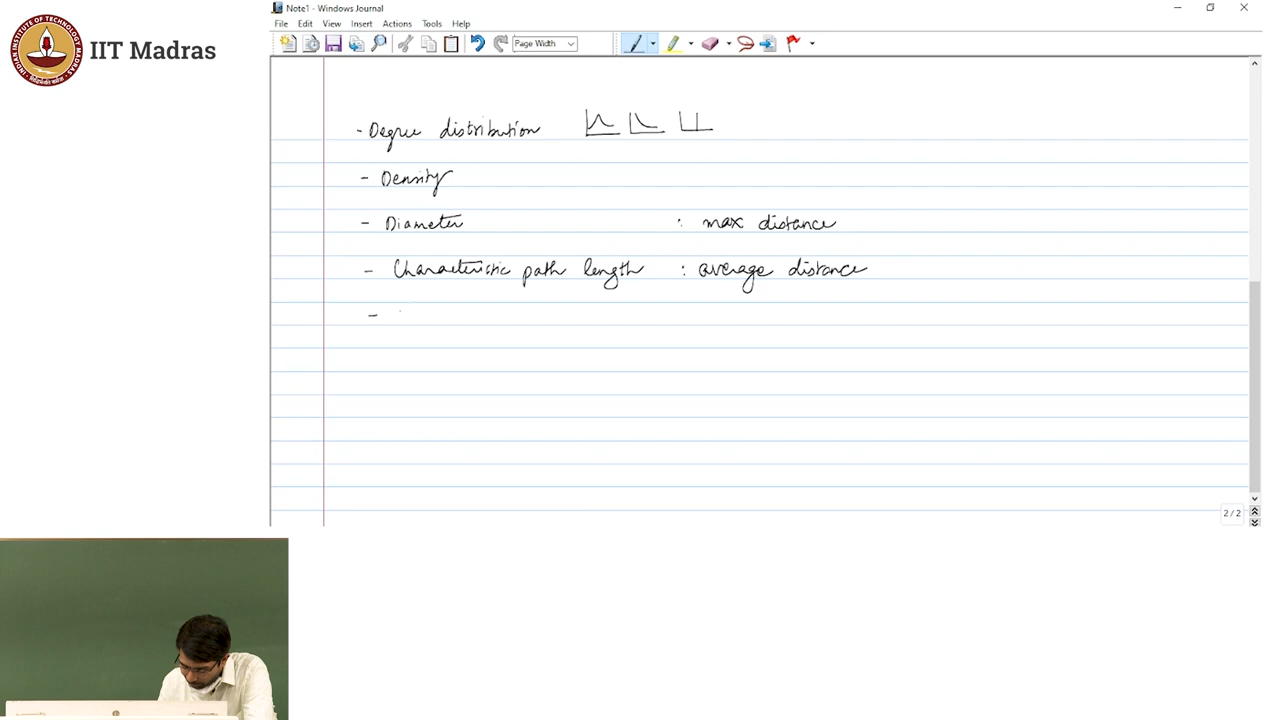 IIT Madras
Note1 - Windows Journal
File Edit View Insert Actions Tools Help
Page Width
- Degree distribution
- Density
- Diameter : max distance
- Characteristic path length : average distance
-
2 / 2